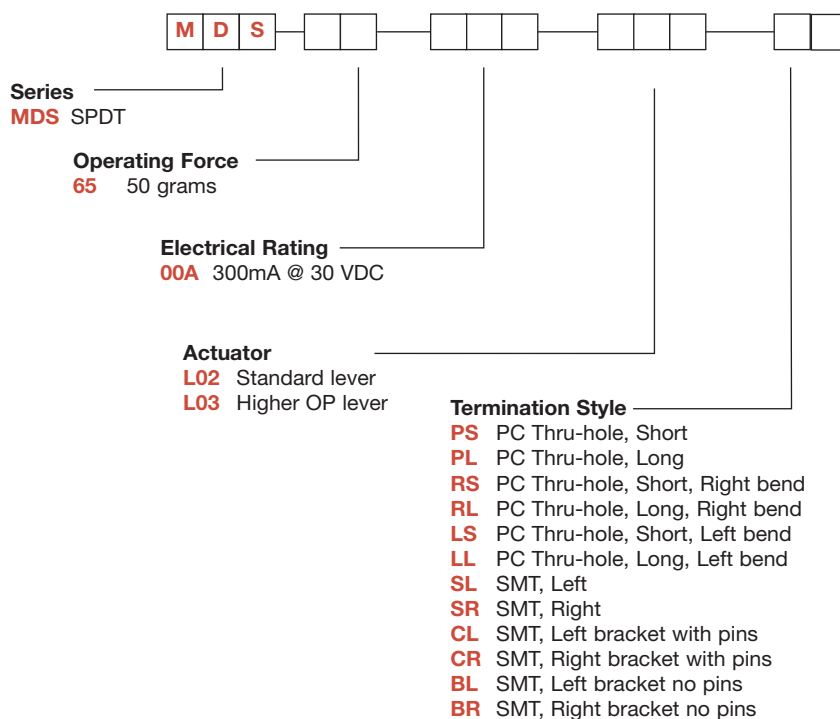 M D S
Series
MDS SPDT
Operating Force
65 50 grams
Electrical Rating
00A 300mA @ 30 VDC
Actuator
L02 Standard lever
L03 Higher OP lever
Termination Style
PS PC Thru-hole, Short
PL PC Thru-hole, Long
RS PC Thru-hole, Short, Right bend
RL PC Thru-hole, Long, Right bend
LS PC Thru-hole, Short, Left bend
LL PC Thru-hole, Long, Left bend
SL SMT, Left
SR SMT, Right
CL SMT, Left bracket with pins
CR SMT, Right bracket with pins
BL SMT, Left bracket no pins
BR SMT, Right bracket no pins